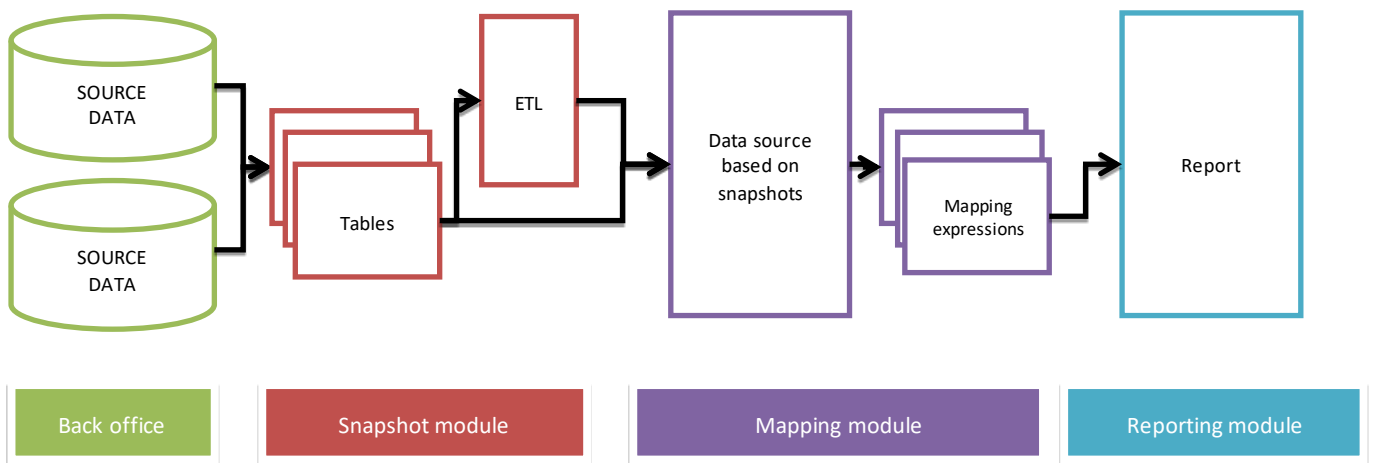 SOURCE
DATA
SOURCE
DATA
Tables
ETL
Data source
based on
snapshots
Mapping
expressions
Report
Back office
Snapshot module
Mapping module
Reporting module